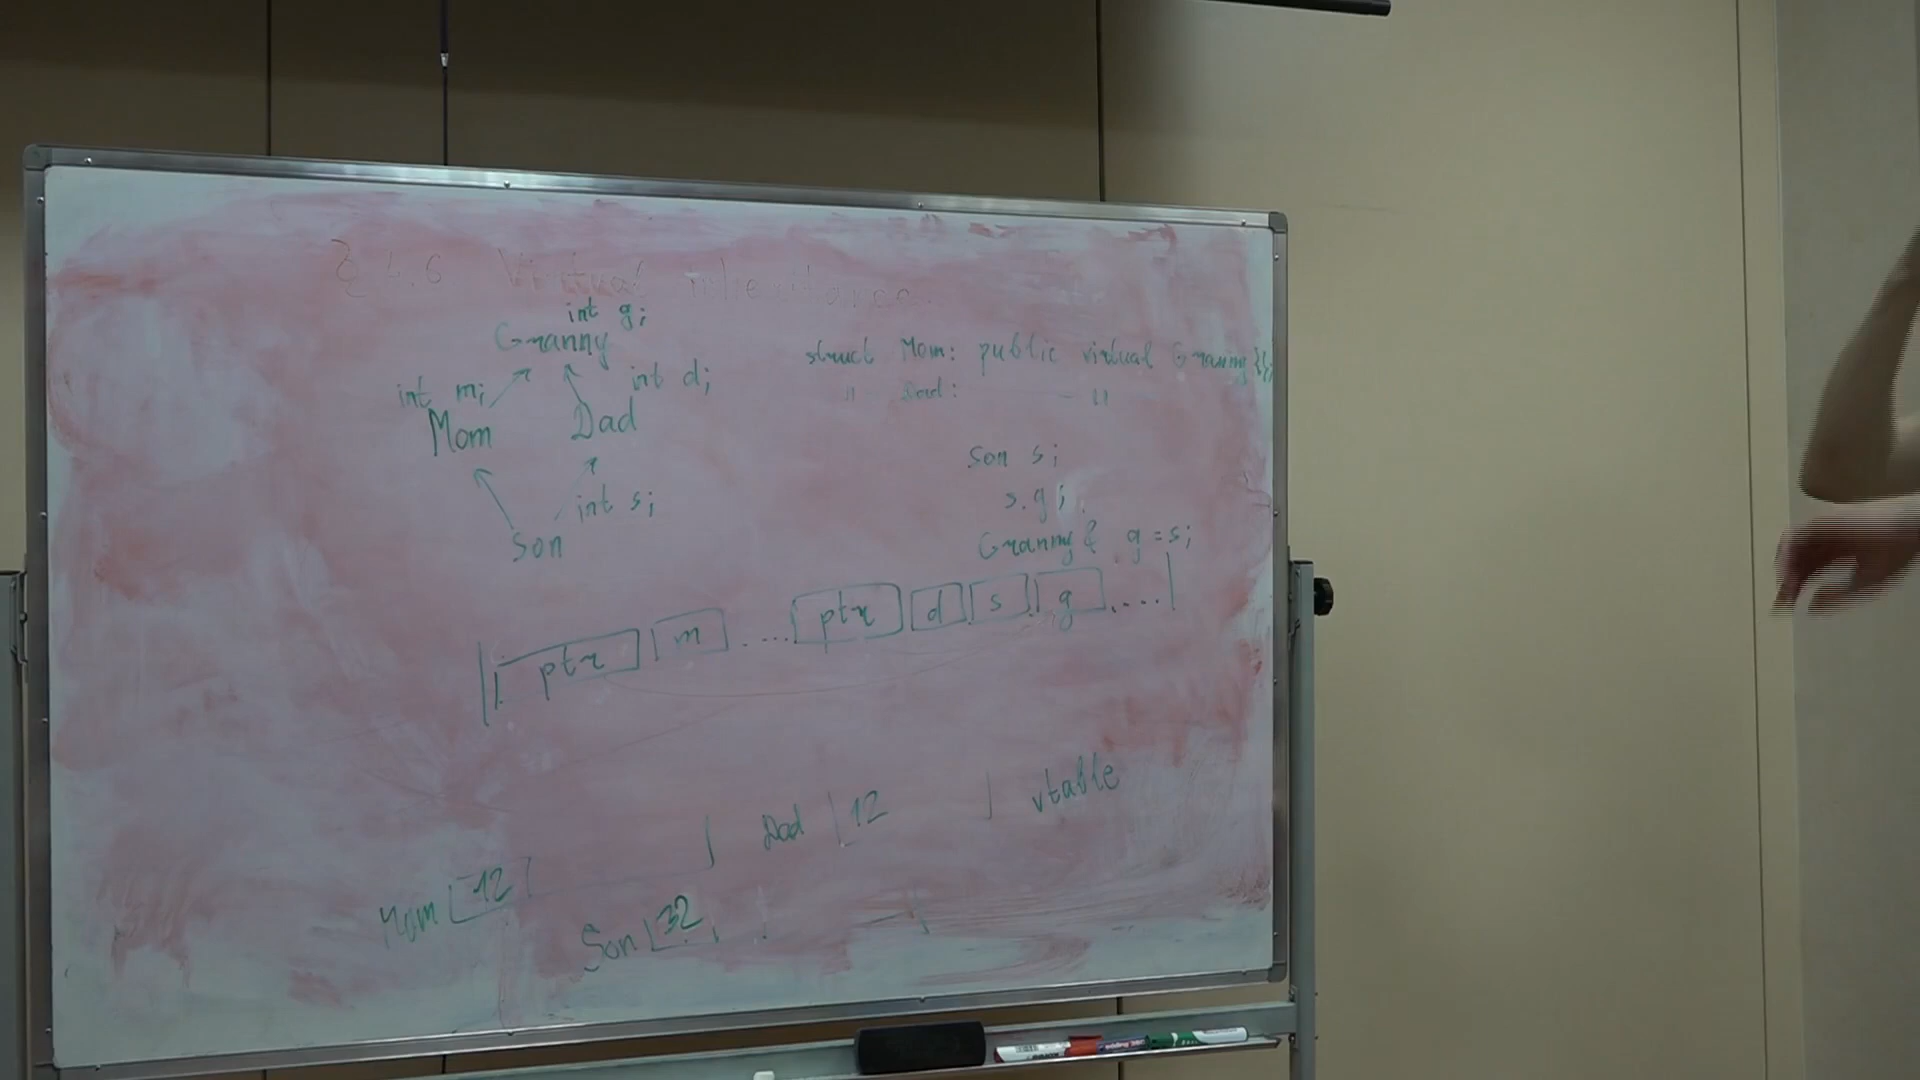 § 4.6 Virtual inheritance.
int g;
Granny
int m;
int d;
Mom
Dad
int s;
Son
struct Mom: public virtual Granny {};
" Dad: - "
Son s;
s.g;
Granny& g = s;
ptr m .... ptr d s g ....
Mom 12
Dad 12
vtable
Son 32